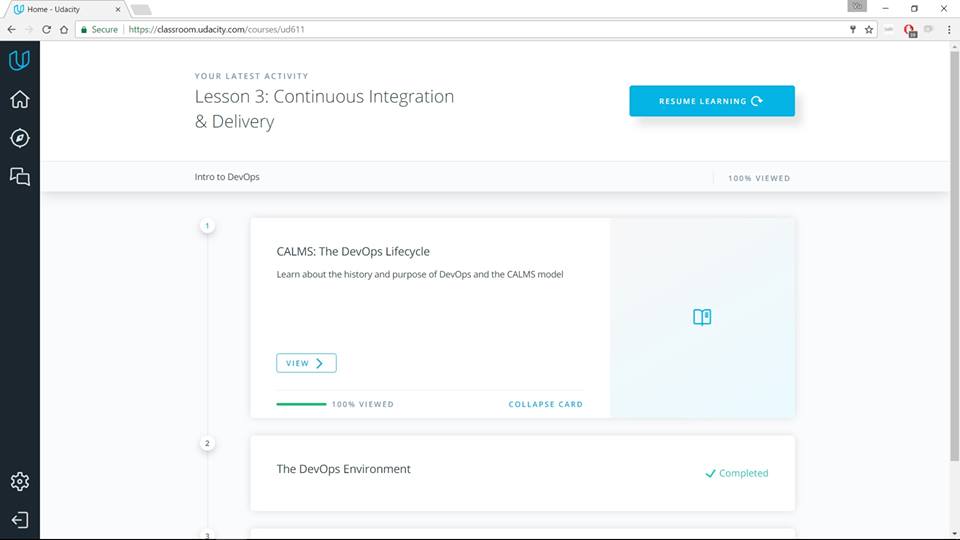 Home - Udacity
Yu
Secure
https://classroom.udacity.com/courses/ud611
YOUR LATEST ACTIVITY
Lesson 3: Continuous Integration
& Delivery
RESUME LEARNING
Intro to DevOps
100% VIEWED
1
CALMS: The DevOps Lifecycle
Learn about the history and purpose of DevOps and the CALMS model
VIEW
100% VIEWED
COLLAPSE CARD
2
The DevOps Environment
Completed
3